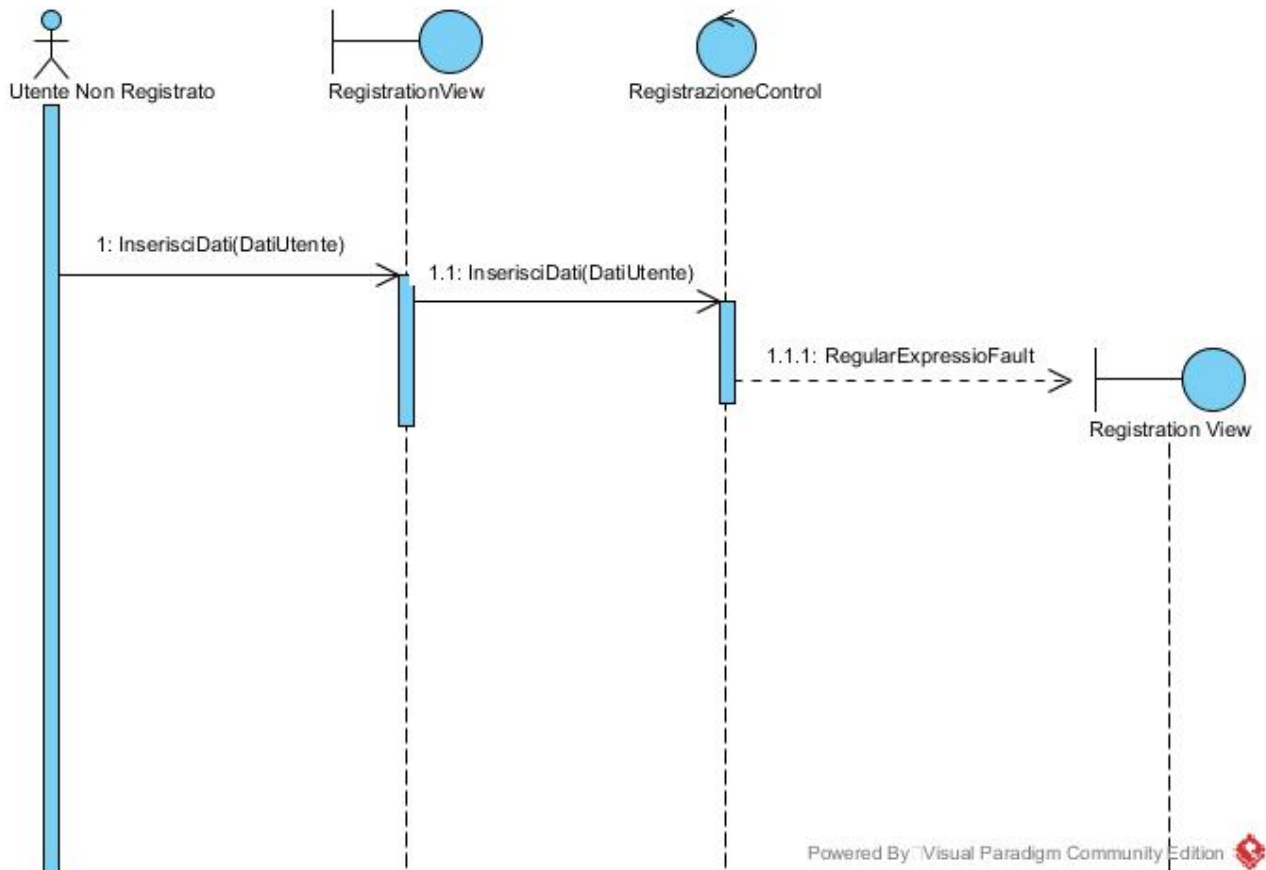 Utente Non Registrato
RegistrationView
RegistrazioneControl
1: InserisciDati(DatiUtente)
1.1: InserisciDati(DatiUtente)
1.1.1: RegularExpressioFault
Registration View
Powered By Visual Paradigm Community Edition